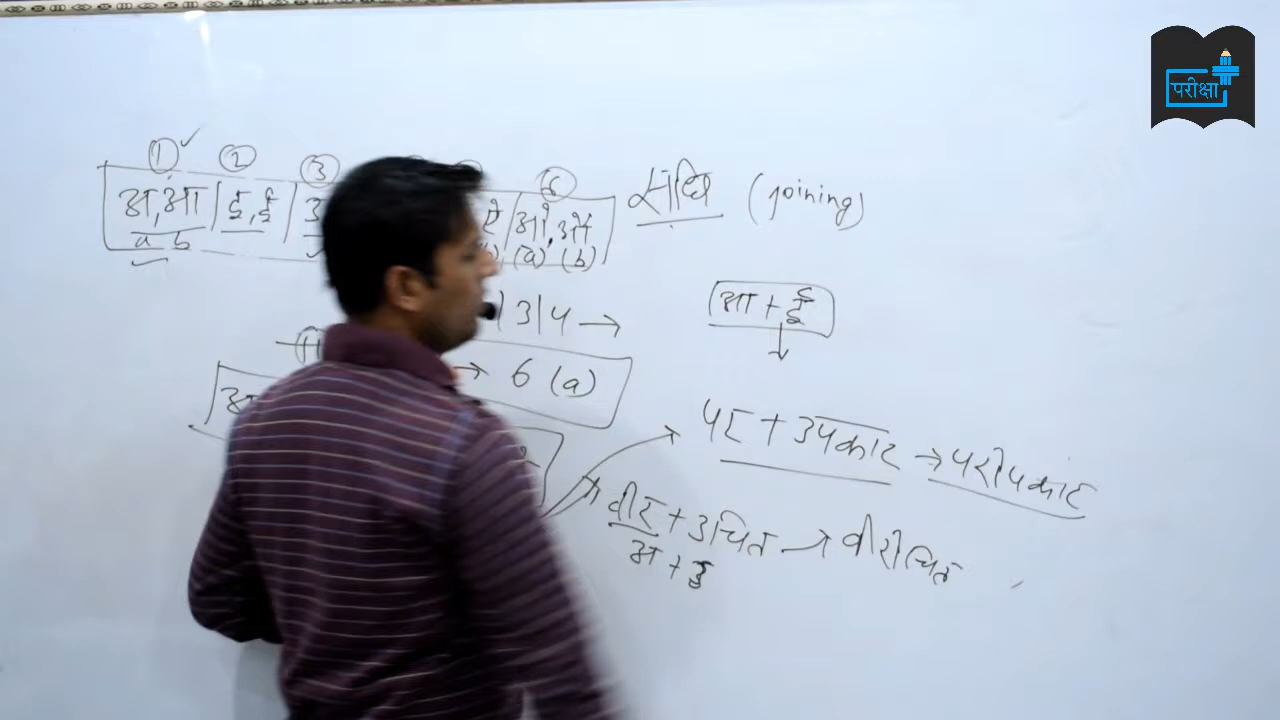 परीक्षा
① ② ③ ⑥
अ,आ | इ,ई | उ ऐ | ओ,औ संधि (joining)
a b (a) (b)
आ + ई
| 3 | 4 →
→ 6 (a)
अ
पर + उपकार → परोपकार
वीर + उचित → वीरोचित
अ + उ